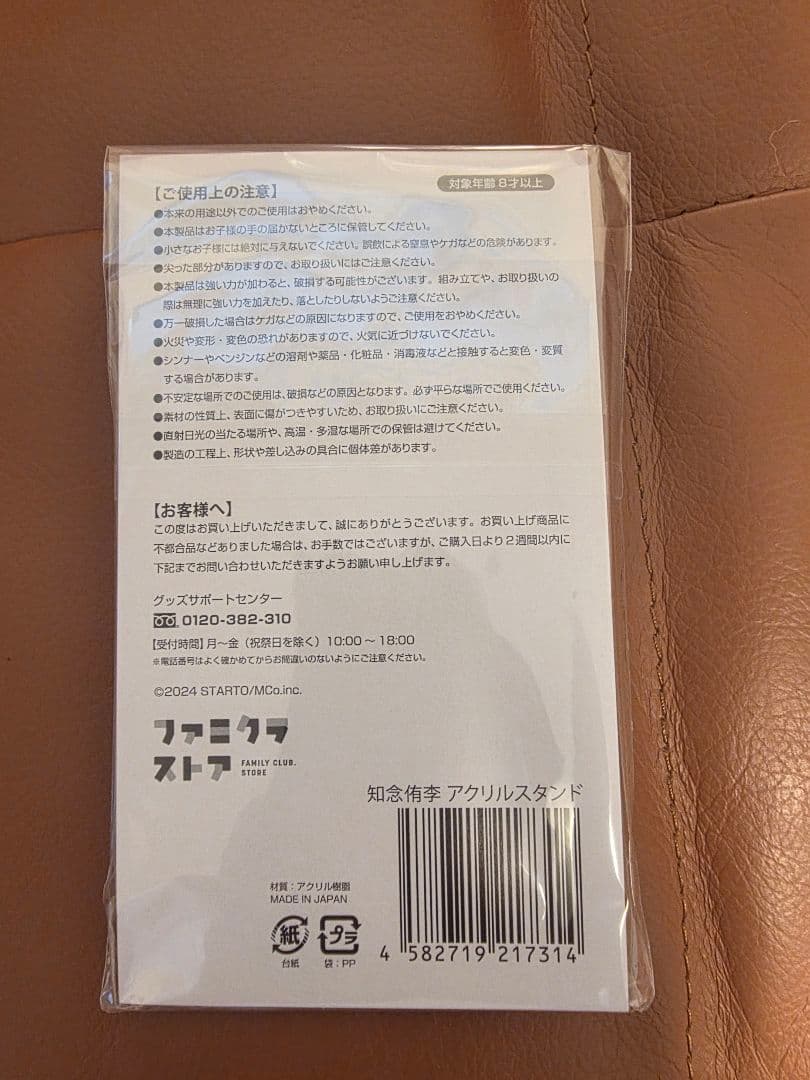 【ご使用上の注意】
対象年齢 8才以上
●本来の用途以外でのご使用はおやめください。
●本製品はお子様の手の届かないところに保管してください。
●小さなお子様には絶対に与えないでください。誤飲による窒息やケガなどの危険があります。
●尖った部分がありますので、お取り扱いにはご注意ください。
●本製品は強い力が加わると、破損する可能性がございます。組み立てや、お取り扱いの
際は無理に強い力を加えたり、落としたりしないようご注意ください。
●万一破損した場合はケガなどの原因になりますので、ご使用をおやめください。
●火災や変形・変色の恐れがありますので、火気に近づけないでください。
●シンナーやベンジンなどの溶剤や薬品・化粧品・消毒液などと接触すると変色・変質
する場合があります。
●不安定な場所でのご使用は、破損などの原因となります。必ず平らな場所でご使用ください。
●素材の性質上、表面に傷がつきやすいため、お取り扱いにご注意ください。
●直射日光の当たる場所や、高温・多湿な場所での保管は避けてください。
●製造の工程上、形状や差し込みの具合に個体差があります。
【お客様へ】
この度はお買い上げいただきまして、誠にありがとうございます。お買い上げ商品に
不都合品などありました場合は、お手数ではございますが、ご購入日より2週間以内に
下記までお問い合わせいただきますようお願い申し上げます。
グッズサポートセンター
0120-382-310
【受付時間】月〜金（祝祭日を除く）10:00〜18:00
※電話番号はよく確かめてからお間違いのないようにご注意ください。
©2024 STARTO/MCo.inc.
ファミクラ
ストア
FAMILY CLUB.
STORE
知念侑李 アクリルスタンド
材質：アクリル樹脂
MADE IN JAPAN
紙
プラ
台紙
袋：PP
4 582719 217314